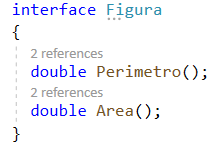 interface Figura
{
2 references
double Perimetro();
2 references
double Area();
}